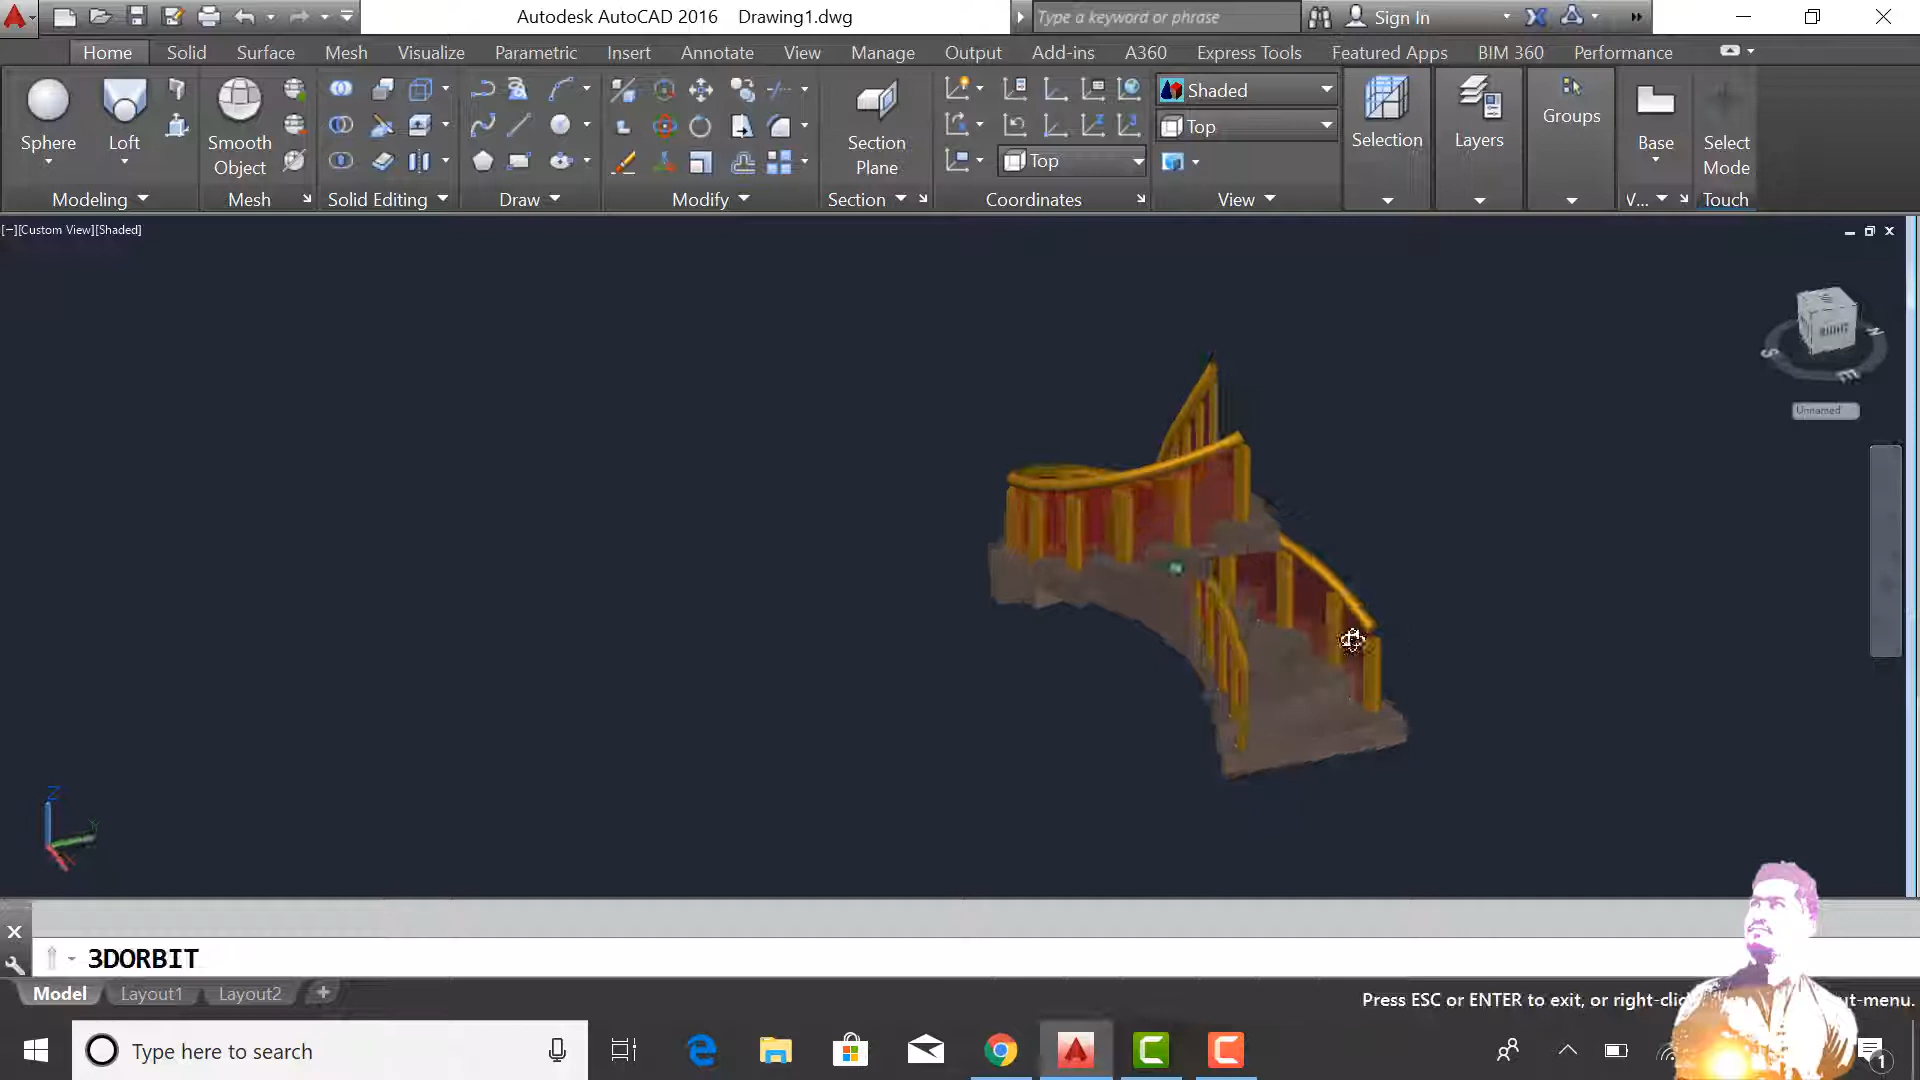 Autodesk AutoCAD 2016 Drawing1.dwg
Type a keyword or phrase
Sign In
Home Solid Surface Mesh Visualize Parametric Insert Annotate View Manage Output Add-ins A360 Express Tools Featured Apps BIM 360 Performance
Sphere
Loft
Smooth Object
Section Plane
Shaded
Top
Top
Selection
Layers
Groups
Base
Select Mode
Modeling
Mesh
Solid Editing
Draw
Modify
Section
Coordinates
View
V...
Touch
[−][Custom View][Shaded]
RIGHT
S
E
N
Unnamed
Z
Y
X
3DORBIT
Model Layout1 Layout2 +
Press ESC or ENTER to exit, or right-clic
ut-menu.
Type here to search
1